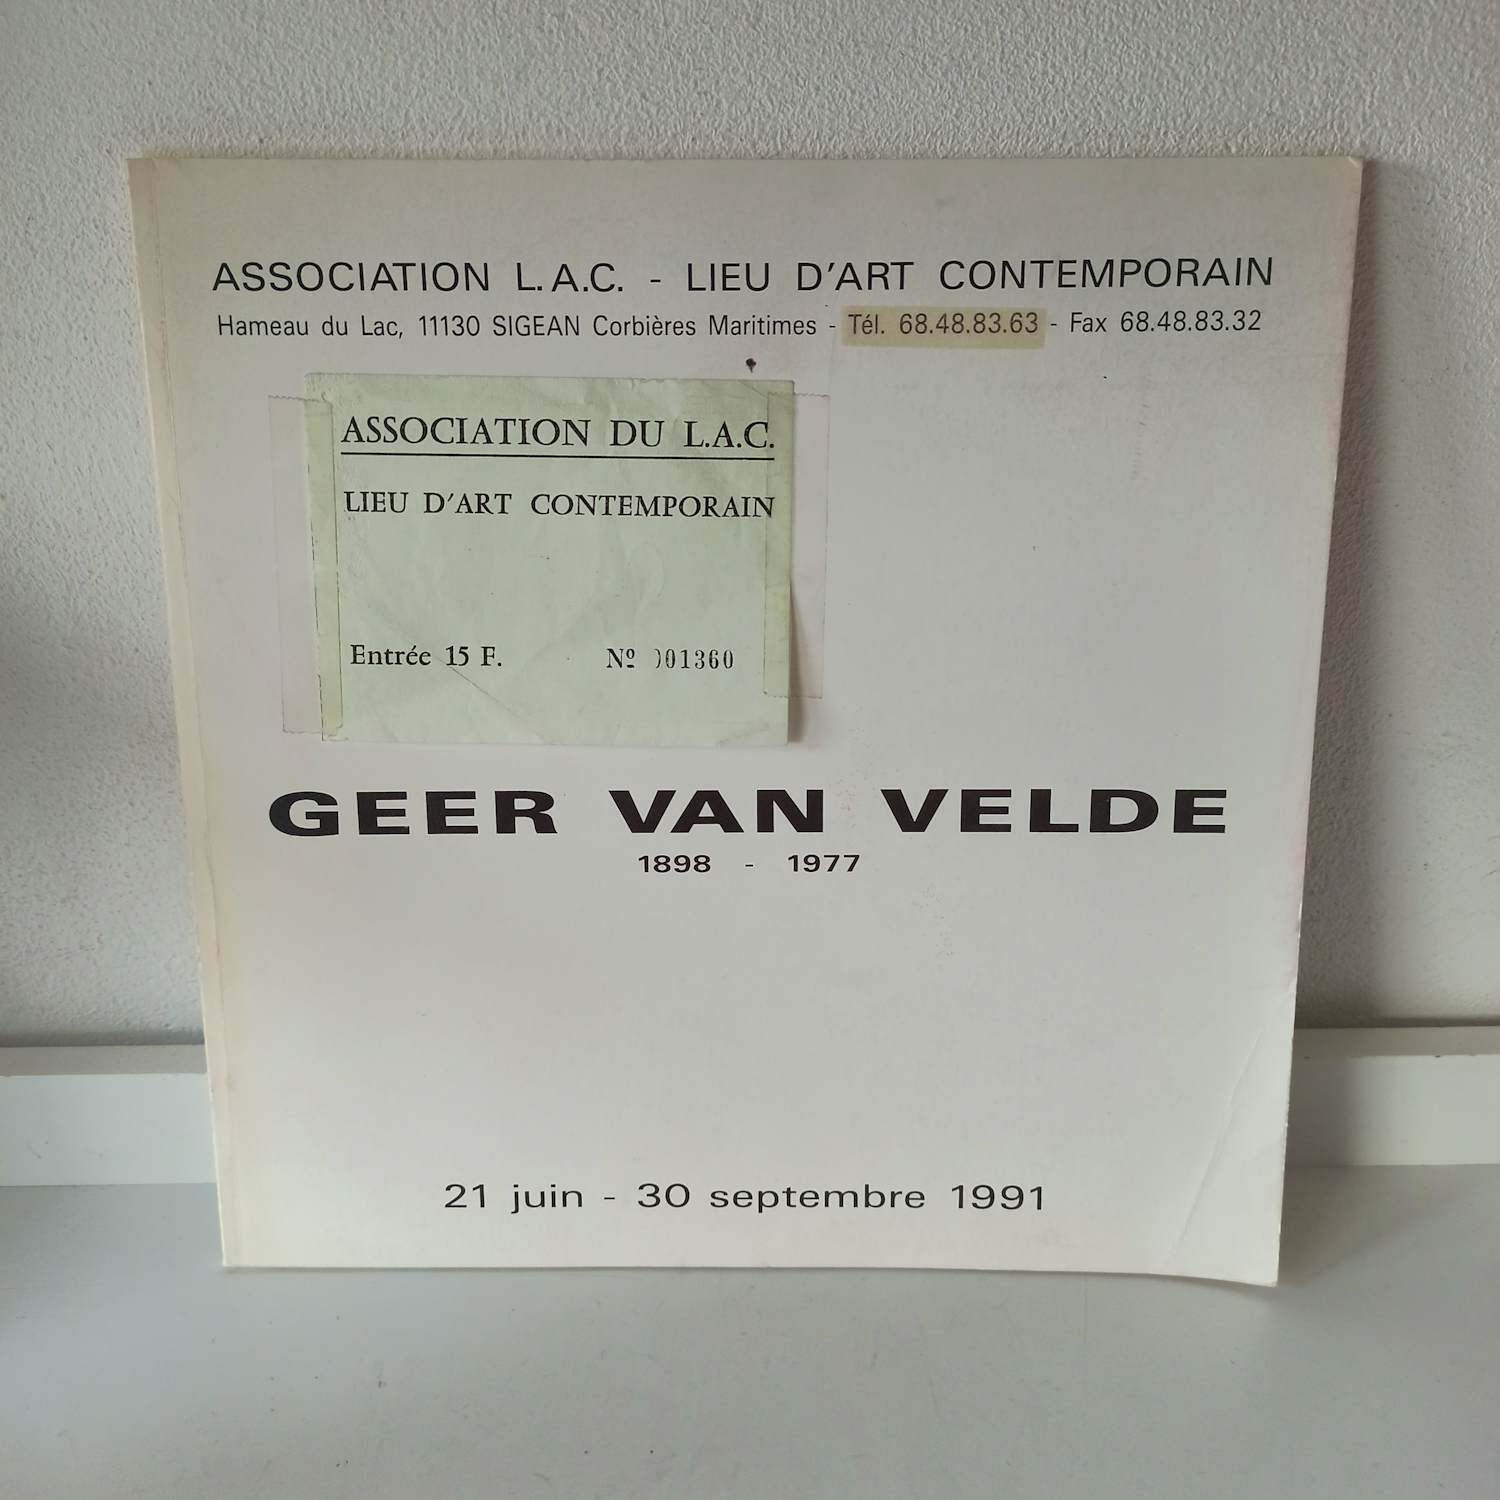 ASSOCIATION L.A.C. - LIEU D'ART CONTEMPORAIN
Hameau du Lac, 11130 SIGEAN Corbières Maritimes - Tél. 68.48.83.63 - Fax 68.48.83.32
ASSOCIATION DU L.A.C.
LIEU D'ART CONTEMPORAIN
Entrée 15 F. Nº 001360
GEER VAN VELDE
1898 - 1977
21 juin - 30 septembre 1991